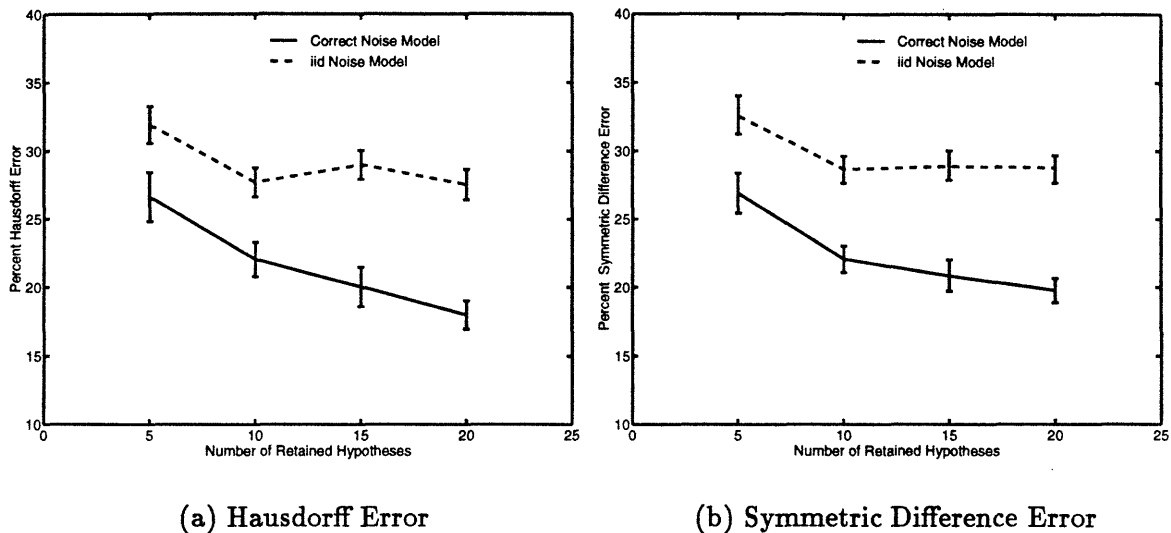 40
35
30
25
20
15
10
0
5
10
15
20
25
Percent Hausdorff Error
Number of Retained Hypotheses
Correct Noise Model
iid Noise Model
(a) Hausdorff Error
40
35
30
25
20
15
10
0
5
10
15
20
25
Percent Symmetric Difference Error
Number of Retained Hypotheses
Correct Noise Model
iid Noise Model
(b) Symmetric Difference Error